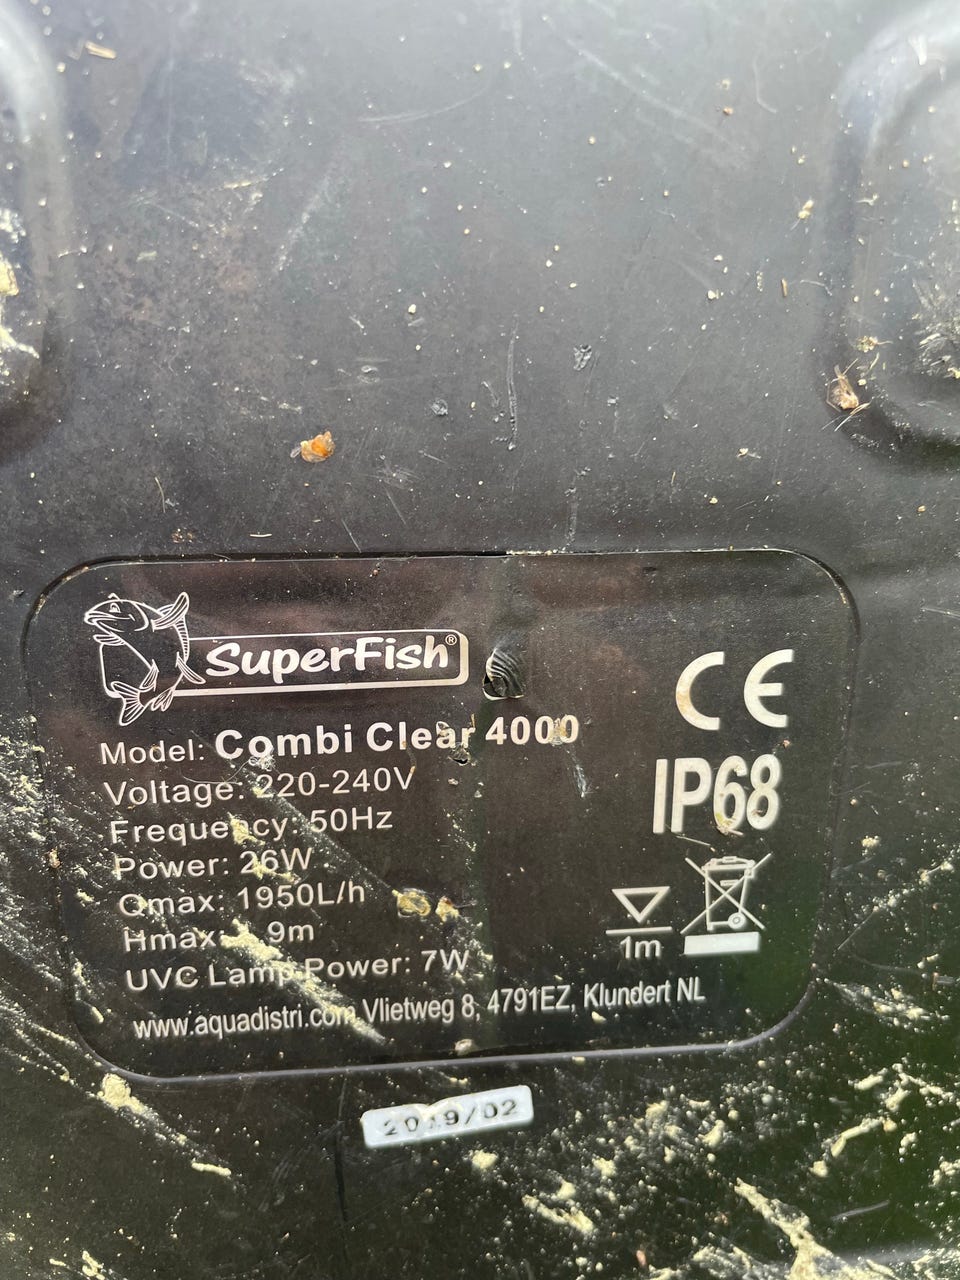 SuperFish®
Model: Combi Clear 4000
Voltage: 220-240V
Frequency: 50Hz
Power: 26W
Qmax: 1950L/h
Hmax: 9m
UVC Lamp Power: 7W
www.aquadistri.com Vlietweg 8, 4791EZ, Klundert NL
CE
IP68
1m
2019/02